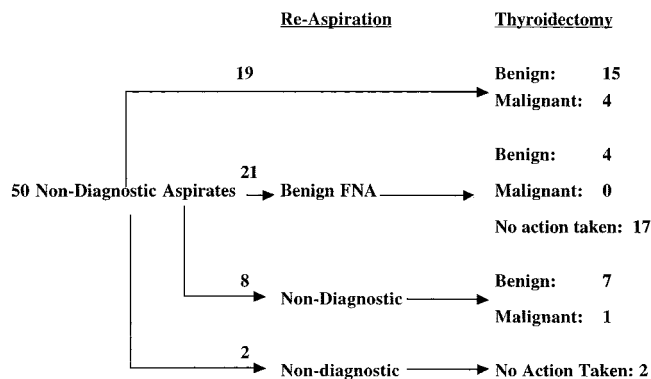 Re-Aspiration Thyroidectomy
19 Benign: 15
Malignant: 4
21 Benign: 4
50 Non-Diagnostic Aspirates Benign FNA Malignant: 0
No action taken: 17
8 Benign: 7
Non-Diagnostic Malignant: 1
2 Non-diagnostic No Action Taken: 2